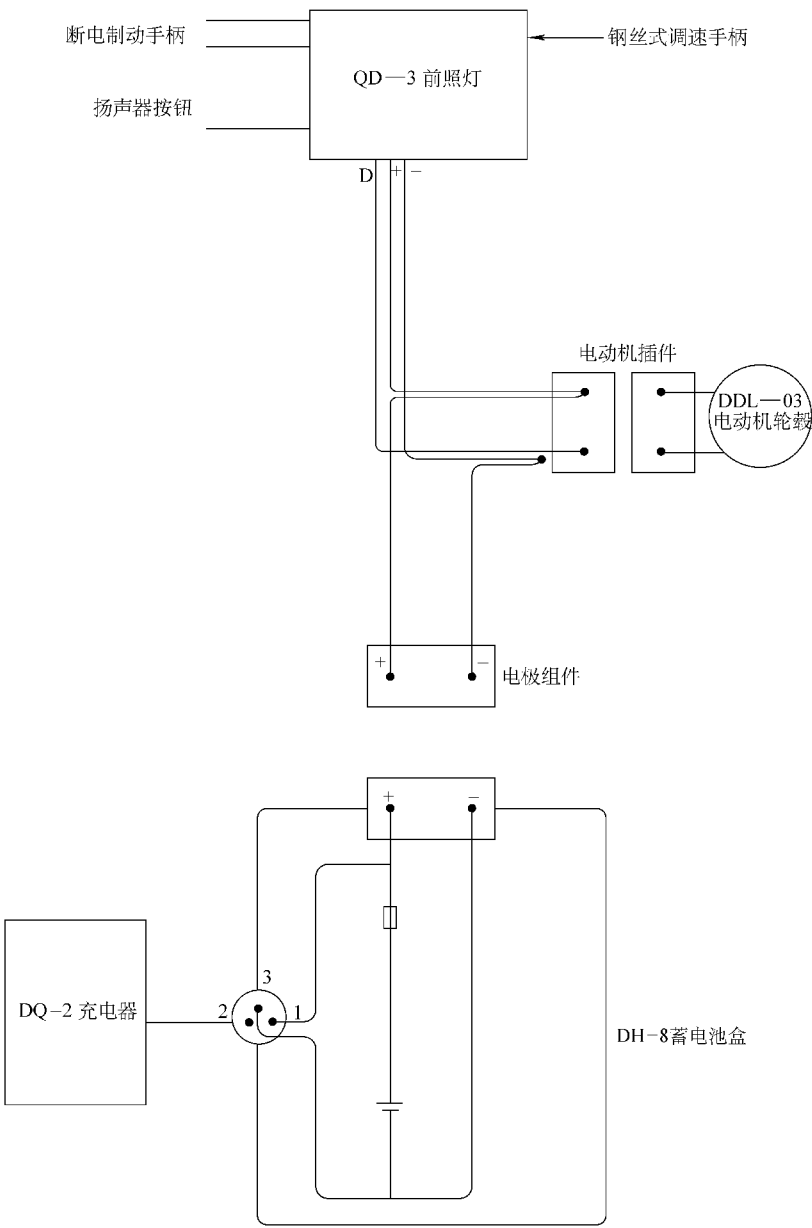 断电制动手柄
钢丝式调速手柄
QD—3 前照灯
扬声器按钮
D + −
电动机插件
DDL—03
电动机轮毂
+ −
电极组件
+ −
3
2 1
DQ−2 充电器
DH−8蓄电池盒